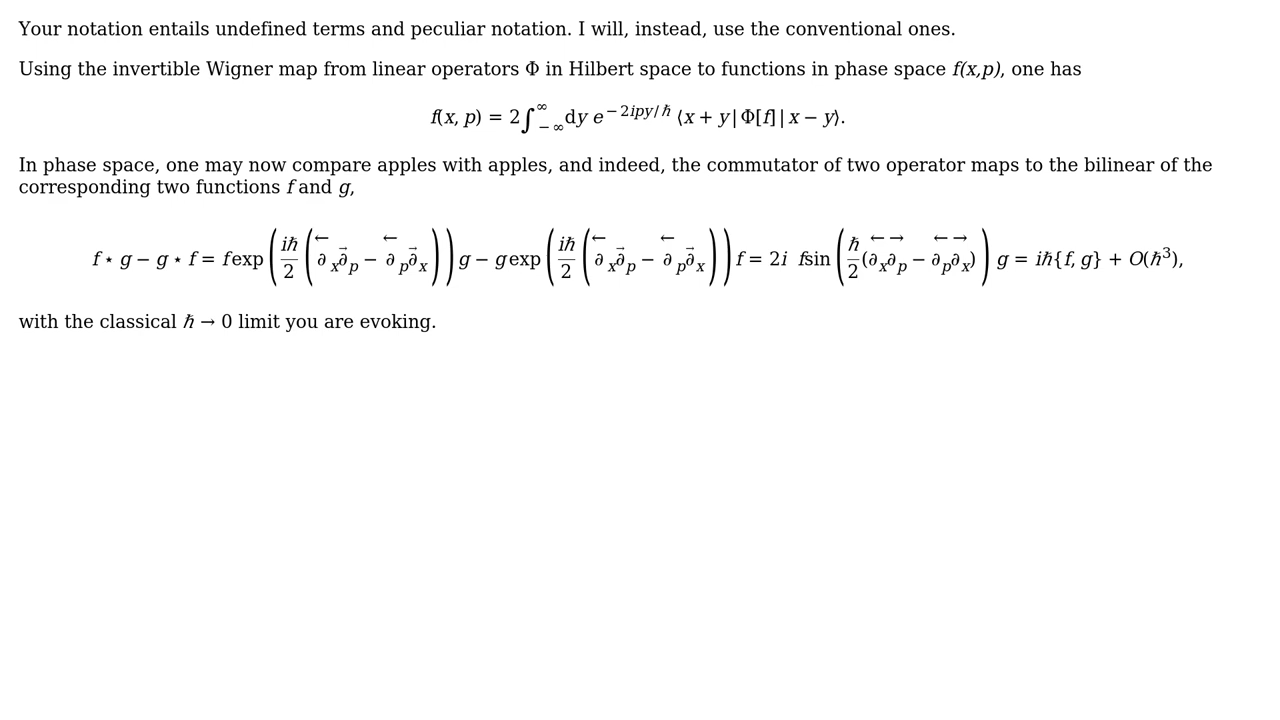 Your notation entails undefined terms and peculiar notation. I will, instead, use the conventional ones.
Using the invertible Wigner map from linear operators Φ in Hilbert space to functions in phase space f(x,p), one has
f(x, p) = 2∫_{−∞}^{∞} dy e^{−2ipy/ℏ} ⟨x + y | Φ[f] | x − y⟩.
In phase space, one may now compare apples with apples, and indeed, the commutator of two operator maps to the bilinear of the
corresponding two functions f and g,
f ⋆ g − g ⋆ f = f exp(iℏ/2 (←∂_x →∂_p − ←∂_p →∂_x)) g − g exp(iℏ/2 (←∂_x →∂_p − ←∂_p →∂_x)) f = 2i f sin(ℏ/2 (←∂_x →∂_p − ←∂_p →∂_x)) g = iℏ{f, g} + O(ℏ³),
with the classical ℏ → 0 limit you are evoking.